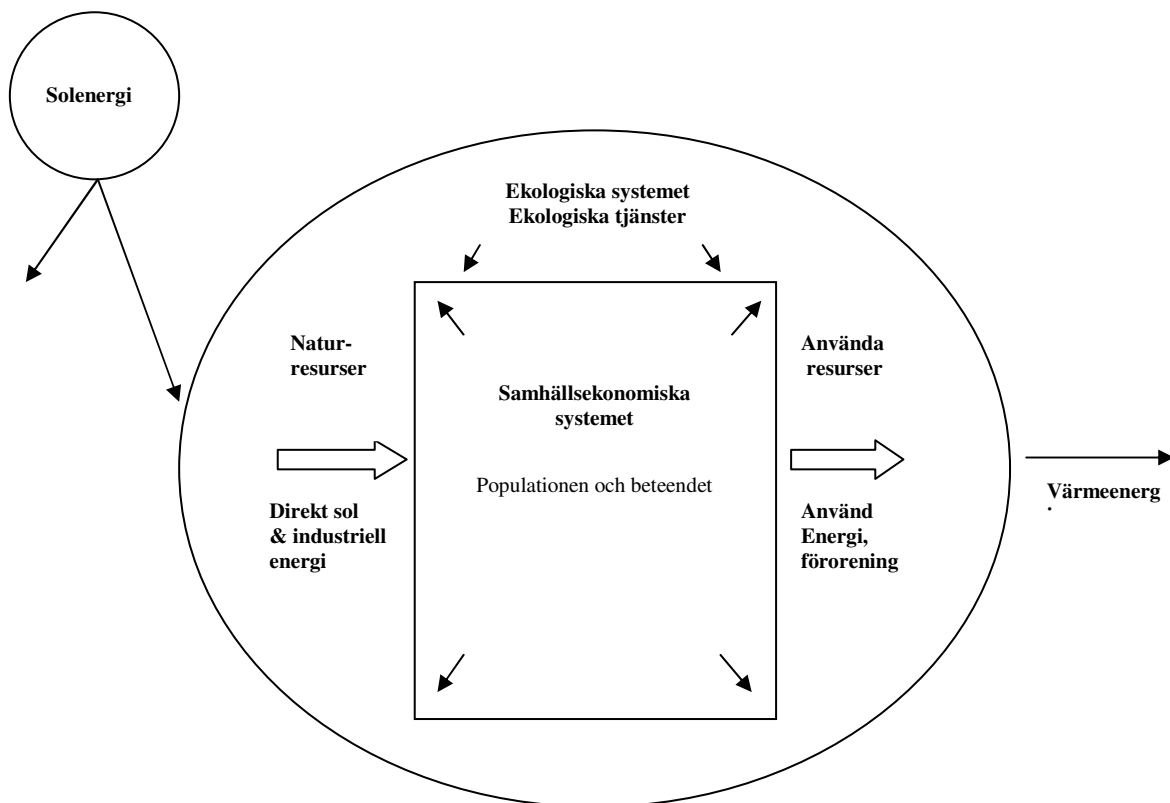 Solenergi
Ekologiska systemet
Ekologiska tjänster
Natur-
resurser
Använda
resurser
Samhällsekonomiska
systemet
Populationen och beteendet
Direkt sol
& industriell
energi
Använd
Energi,
förorening
Värmeenerg